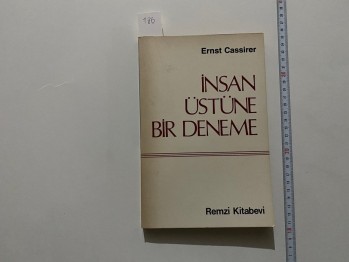 Ernst Cassirer
İNSAN
ÜSTÜNE
BİR DENEME
Remzi Kitabevi